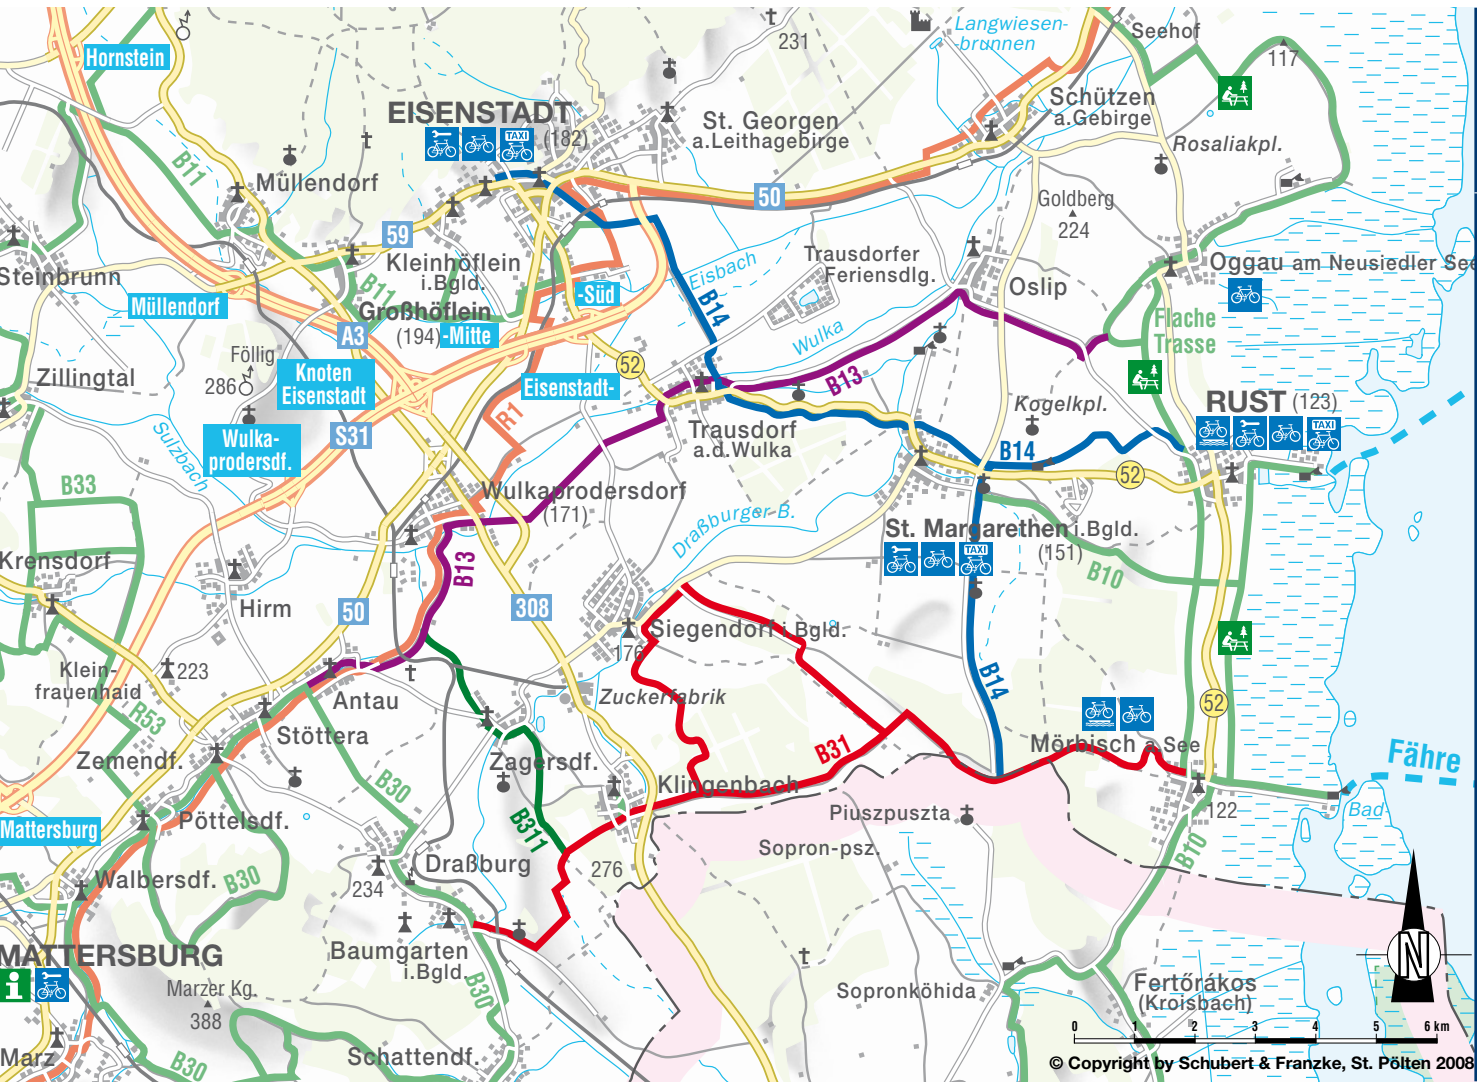 Langwiesen-
-brunnen
Seehof
117
Hornstein
231
EISENSTADT
(182)
TAXI
St. Georgen
a.Leithagebirge
Schützen
a.Gebirge
Rosaliakpl.
B11
Müllendorf
50
Goldberg
224
59
Kleinhöflein
i.Bgld.
Trausdorfer
Feriensdlg.
Oslip
Oggau am Neusiedler See
Steinbrunn
Eisbach
B14
B11
Müllendorf
Großhöflein
(194)
-Mitte
-Süd
A3
Wulka
Flache
Trasse
Föllig
286
Knoten
Eisenstadt
52
Eisenstadt-
B13
Zillingtal
R1
Kogelkpl.
RUST (123)
TAXI
S31
Wulka-
prodersdf.
Sulzbach
Trausdorf
a.d.Wulka
B14
52
B33
Wulkaprodersdorf
(171)
Draßburger B.
St. Margarethen i.Bgld.
(151)
TAXI
Krensdorf
B13
B10
Hirm
50
308
Siegendorf i.Bgld.
176
Klein-
frauenhaid
223
Antau
Zuckerfabrik
B14
52
R53
Stöttera
Mörbisch a.See
Zemendf.
Zagersdf.
B31
Fähre
B30
Klingenbach
122
Bad
Mattersburg
Pöttelsdf.
B311
Piuszpuszta
Sopron-psz.
B10
Walbersdf.
B30
Draßburg
234
276
MATTERSBURG
Baumgarten
i.Bgld.
N
Marzer Kg.
388
B30
Sopronköhida
Fertőrákos
(Kroisbach)
Marz
B30
Schattendf.
0 1 2 3 4 5 6 km
© Copyright by Schubert & Franzke, St. Pölten 2008